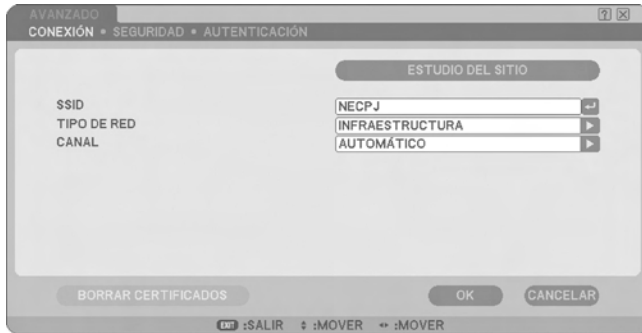 AVANZADO
CONEXIÓN • SEGURIDAD • AUTENTICACIÓN
ESTUDIO DEL SITIO
SSID NECPJ
TIPO DE RED INFRAESTRUCTURA
CANAL AUTOMÁTICO
BORRAR CERTIFICADOS OK CANCELAR
EXIT :SALIR :MOVER :MOVER